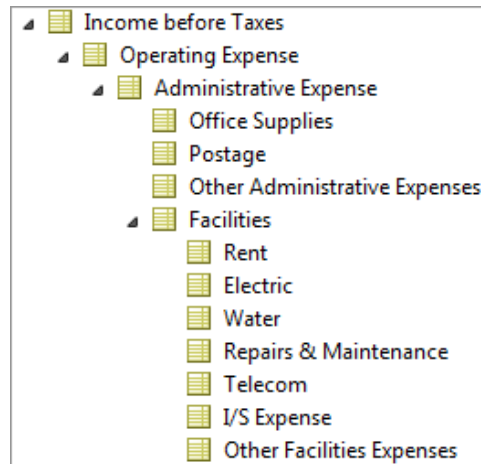 Income before Taxes
Operating Expense
Administrative Expense
Office Supplies
Postage
Other Administrative Expenses
Facilities
Rent
Electric
Water
Repairs & Maintenance
Telecom
I/S Expense
Other Facilities Expenses